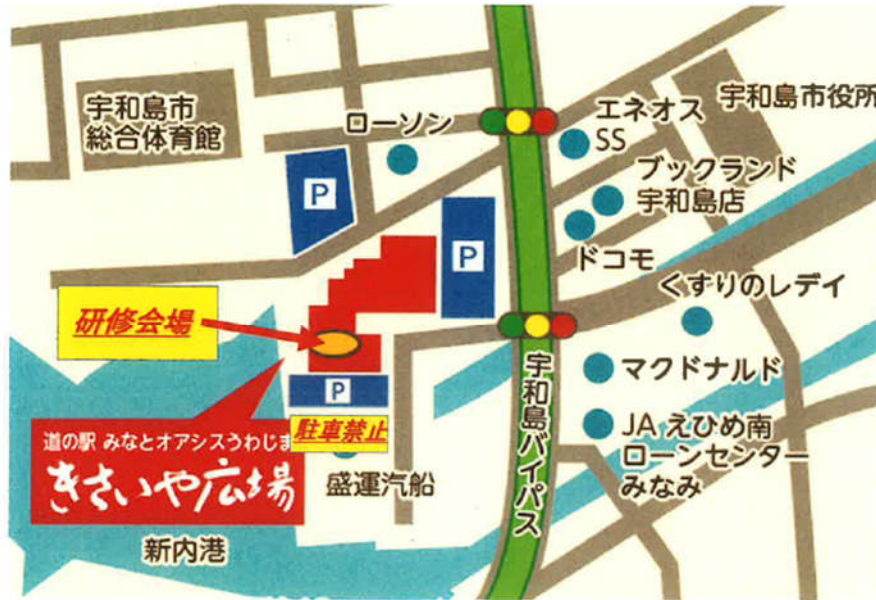 宇和島市
総合体育館
ローソン
エネオス
SS
宇和島市役所
ブックランド
宇和島店
ドコモ
くすりのレデイ
P
P
研修会場
P
駐車禁止
道の駅 みなとオアシスうわじま
きさいや広場
盛運汽船
新内港
宇和島バイパス
マクドナルド
JA えひめ南
ローンセンター
みなみ